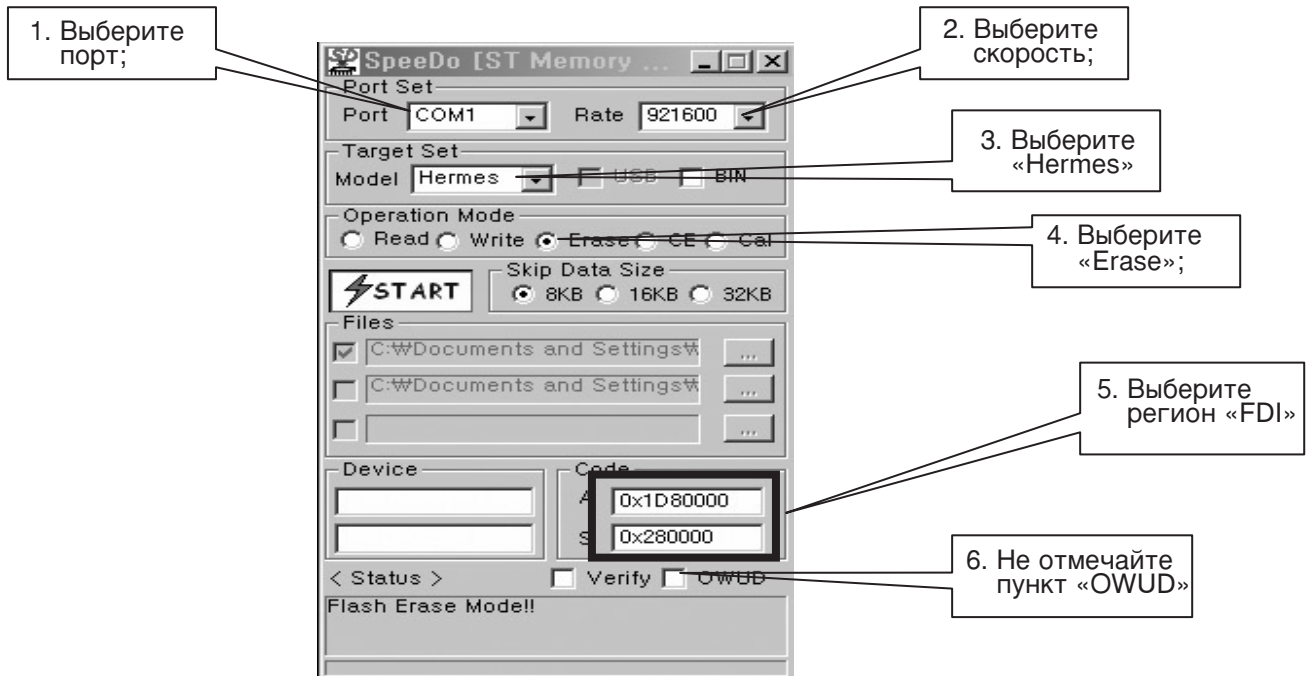 1. Выберите
порт;
2. Выберите
скорость;
SpeeDo [ST Memory ...
Port Set
Port COM1 Rate 921600
3. Выберите
«Hermes»
Target Set
Model Hermes USB BIN
Operation Mode
Read Write Erase CE Cal
4. Выберите
«Erase»;
START
Skip Data Size
8KB 16KB 32KB
Files
C:₩Documents and Settings₩
...
C:₩Documents and Settings₩
...
...
5. Выберите
регион «FDI»
Device
Code
A 0x1D80000
S 0x280000
6. Не отмечайте
пункт «OWUD»
< Status > Verify OWUD
Flash Erase Mode!!